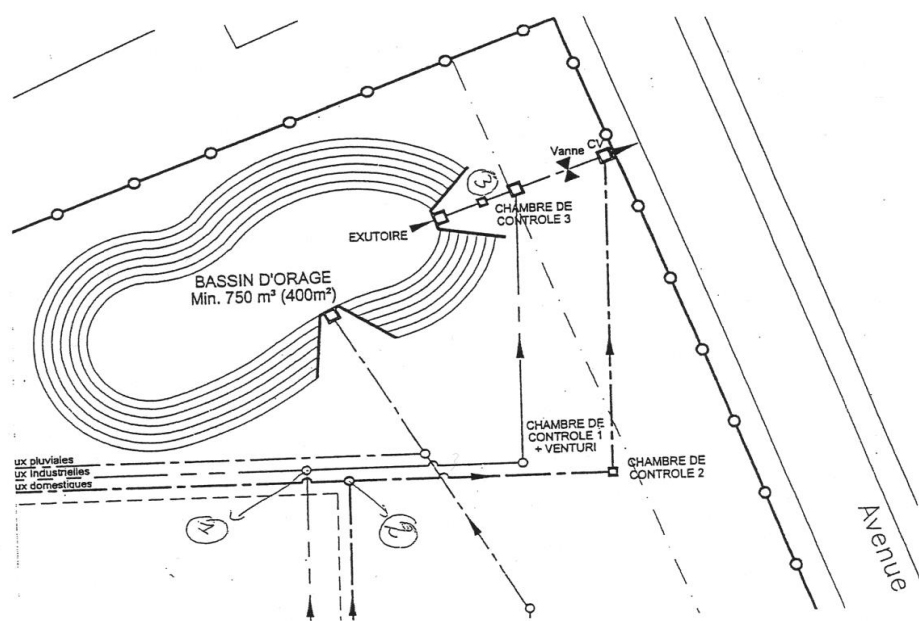 Vanne CV
3
CHAMBRE DE
CONTROLE 3
EXUTOIRE
BASSIN D'ORAGE
Min. 750 m³ (400m²)
CHAMBRE DE
CONTROLE 1
+ VENTURI
ux pluviales
ux industrielles
ux domestiques
CHAMBRE DE
CONTROLE 2
Avenue